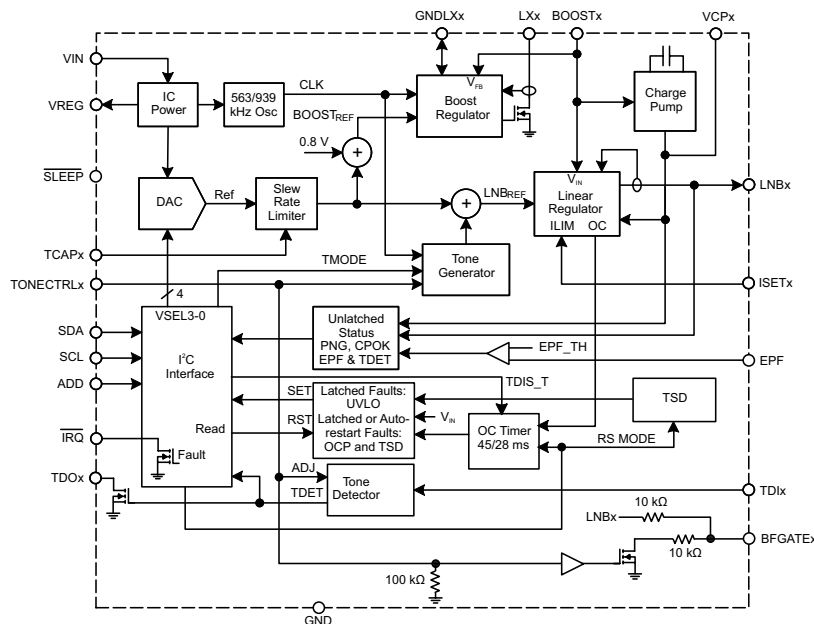 GNDLXx
LXx
BOOSTx
VCPx
VIN
VREG
SLEEP
TCAPx
TONECTRLx
SDA
SCL
ADD
IRQ
TDOx
IC
Power
563/939
kHz Osc
CLK
BOOSTREF
0.8 V
VFB
Boost
Regulator
Charge
Pump
DAC
Ref
Slew
Rate
Limiter
LNBREF
VIN
Linear
Regulator
ILIM OC
LNBx
TMODE
Tone
Generator
ISETx
4
VSEL3-0
I2C
Interface
Read
Fault
Unlatched
Status
PNG, CPOK
EPF & TDET
EPF_TH
EPF
TDIS_T
SET
RST
Latched Faults:
UVLO
Latched or Auto-
restart Faults:
OCP and TSD
VIN
OC Timer
45/28 ms
TSD
RS MODE
ADJ
TDET
Tone
Detector
TDIx
LNBx
10 kΩ
10 kΩ
BFGATEx
100 kΩ
GND